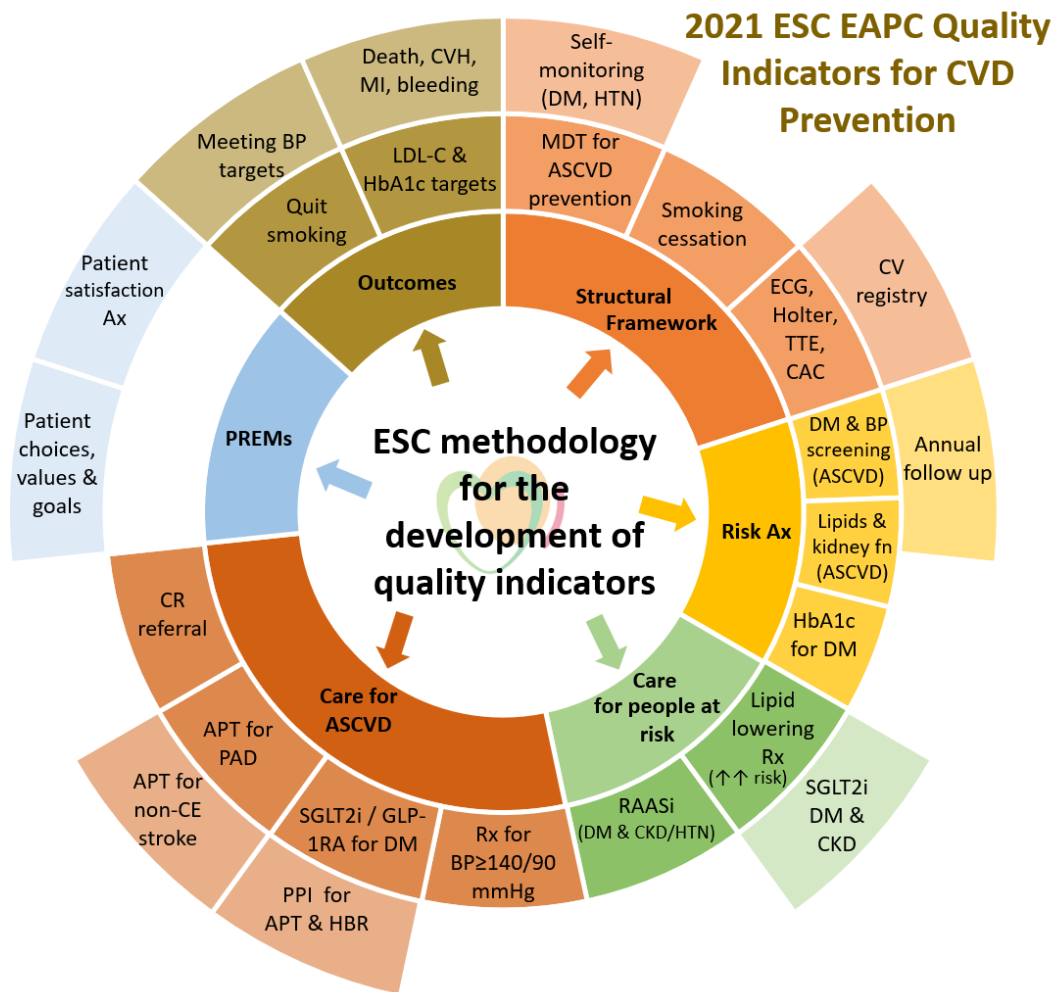 2021 ESC EAPC Quality
Indicators for CVD
Prevention
Death, CVH,
MI, bleeding
Self-
monitoring
(DM, HTN)
Meeting BP
targets
LDL-C &
HbA1c targets
MDT for
ASCVD
prevention
Quit
smoking
Smoking
cessation
Patient
satisfaction
Ax
Outcomes
Structural
Framework
ECG,
Holter,
TTE,
CAC
CV
registry
Patient
choices,
values &
goals
PREMs
ESC methodology
for the
development of
quality indicators
Risk Ax
DM & BP
screening
(ASCVD)
Annual
follow up
Lipids &
kidney fn
(ASCVD)
HbA1c
for DM
CR
referral
Care for
ASCVD
Care
for people at
risk
Lipid
lowering
Rx
(↑↑ risk)
APT for
PAD
APT for
non-CE
stroke
SGLT2i / GLP-
1RA for DM
Rx for
BP≥140/90
mmHg
RAASi
(DM & CKD/HTN)
SGLT2i
DM &
CKD
PPI for
APT & HBR